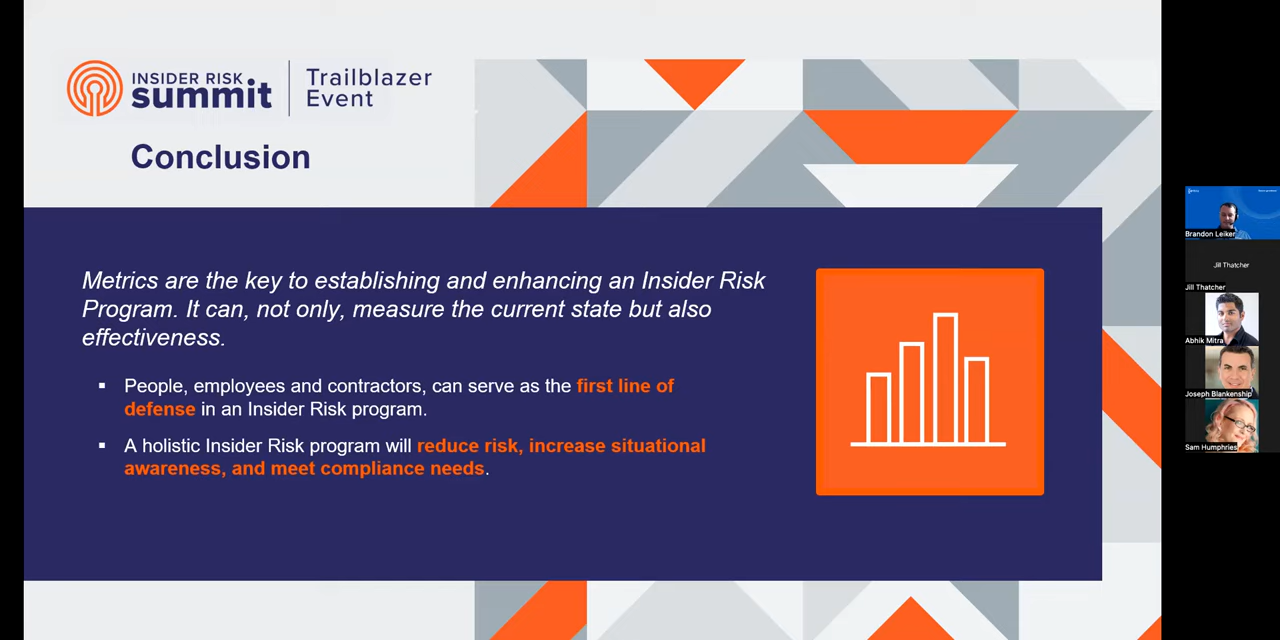 INSIDER RISK
summit
Trailblazer
Event
Conclusion
Metrics are the key to establishing and enhancing an Insider Risk
Program. It can, not only, measure the current state but also
effectiveness.
▪ People, employees and contractors, can serve as the first line of
defense in an Insider Risk program.
▪ A holistic Insider Risk program will reduce risk, increase situational
awareness, and meet compliance needs.
Brandon Leiker
Jill Thatcher
Jill Thatcher
Abhik Mitra
Joseph Blankenship
Sam Humphries